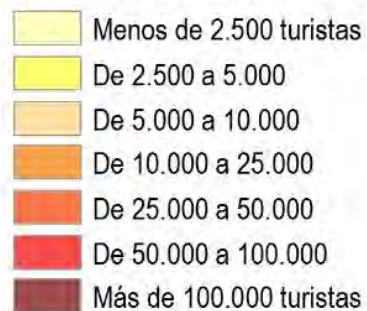 Menos de 2.500 turistas
De 2.500 a 5.000
De 5.000 a 10.000
De 10.000 a 25.000
De 25.000 a 50.000
De 50.000 a 100.000
Más de 100.000 turistas